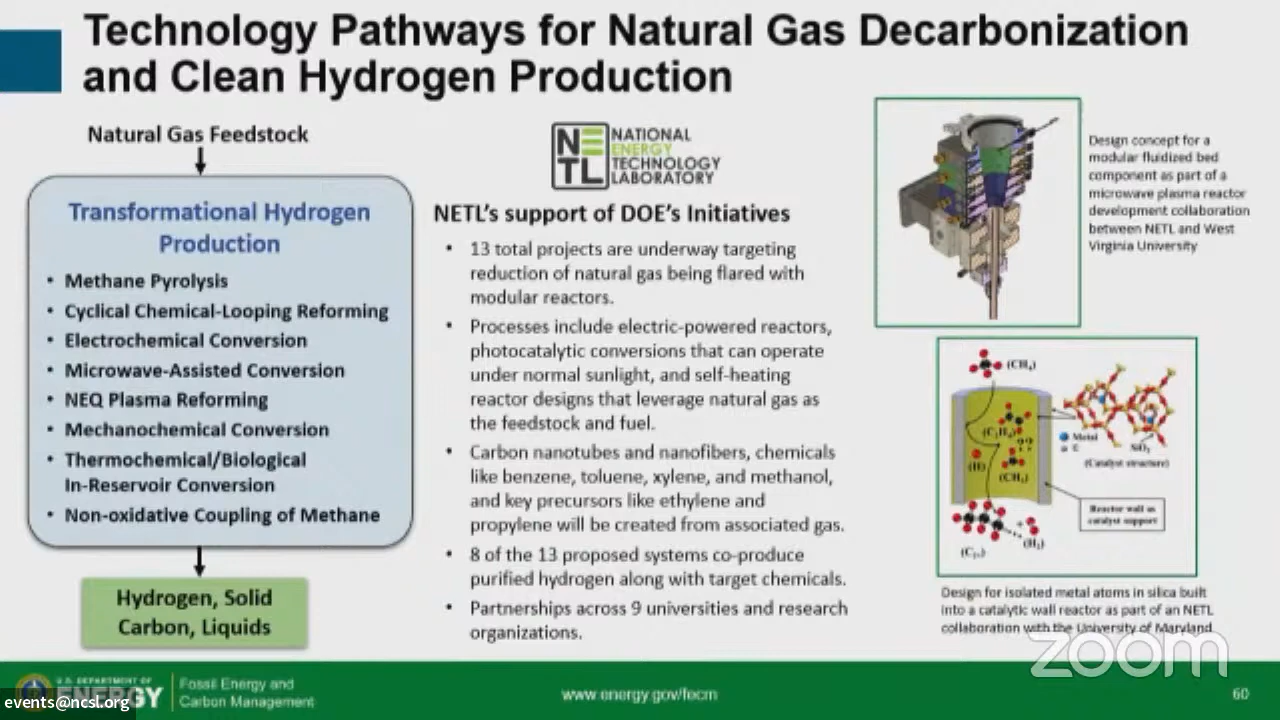 Technology Pathways for Natural Gas Decarbonization
and Clean Hydrogen Production
Natural Gas Feedstock
Transformational Hydrogen
Production
• Methane Pyrolysis
• Cyclical Chemical-Looping Reforming
• Electrochemical Conversion
• Microwave-Assisted Conversion
• NEQ Plasma Reforming
• Mechanochemical Conversion
• Thermochemical/Biological
In-Reservoir Conversion
• Non-oxidative Coupling of Methane
Hydrogen, Solid
Carbon, Liquids
NE
TL
NATIONAL
ENERGY
TECHNOLOGY
LABORATORY
NETL's support of DOE's Initiatives
• 13 total projects are underway targeting
reduction of natural gas being flared with
modular reactors.
• Processes include electric-powered reactors,
photocatalytic conversions that can operate
under normal sunlight, and self-heating
reactor designs that leverage natural gas as
the feedstock and fuel.
• Carbon nanotubes and nanofibers, chemicals
like benzene, toluene, xylene, and methanol,
and key precursors like ethylene and
propylene will be created from associated gas.
• 8 of the 13 proposed systems co-produce
purified hydrogen along with target chemicals.
• Partnerships across 9 universities and research
organizations.
Design concept for a
modular fluidized bed
component as part of a
microwave plasma reactor
development collaboration
between NETL and West
Virginia University
(CH₄)
(H)
(CH₃)
Metal
C
(Catalyst structure)
Reactor wall as
catalyst support
(H₂)
Design for isolated metal atoms in silica built
into a catalytic wall reactor as part of an NETL
collaboration with the University of Maryland
zoom
U.S. DEPARTMENT OF
ENERGY
Fossil Energy and
Carbon Management
www.energy.gov/fecm
60
events@ncsl.org